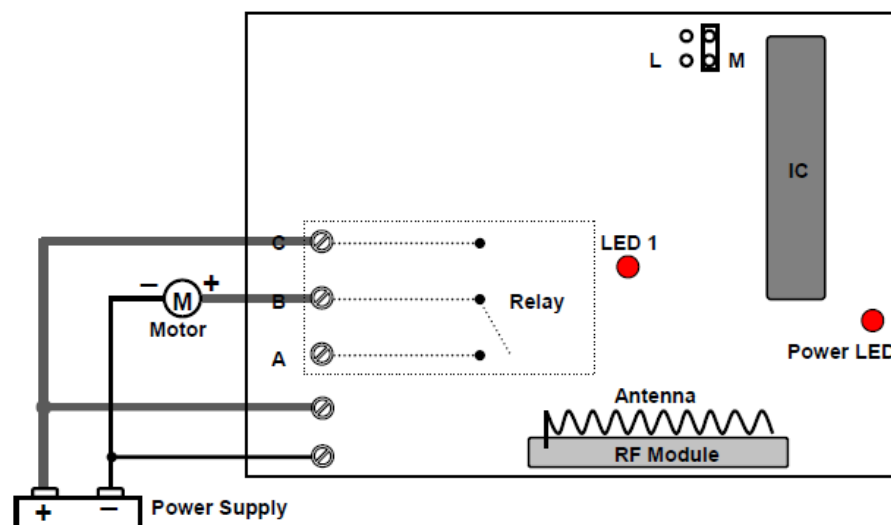 L M
IC
C
LED 1
– +
M
B
Relay
Motor
A
Power LED
Antenna
RF Module
+ – Power Supply